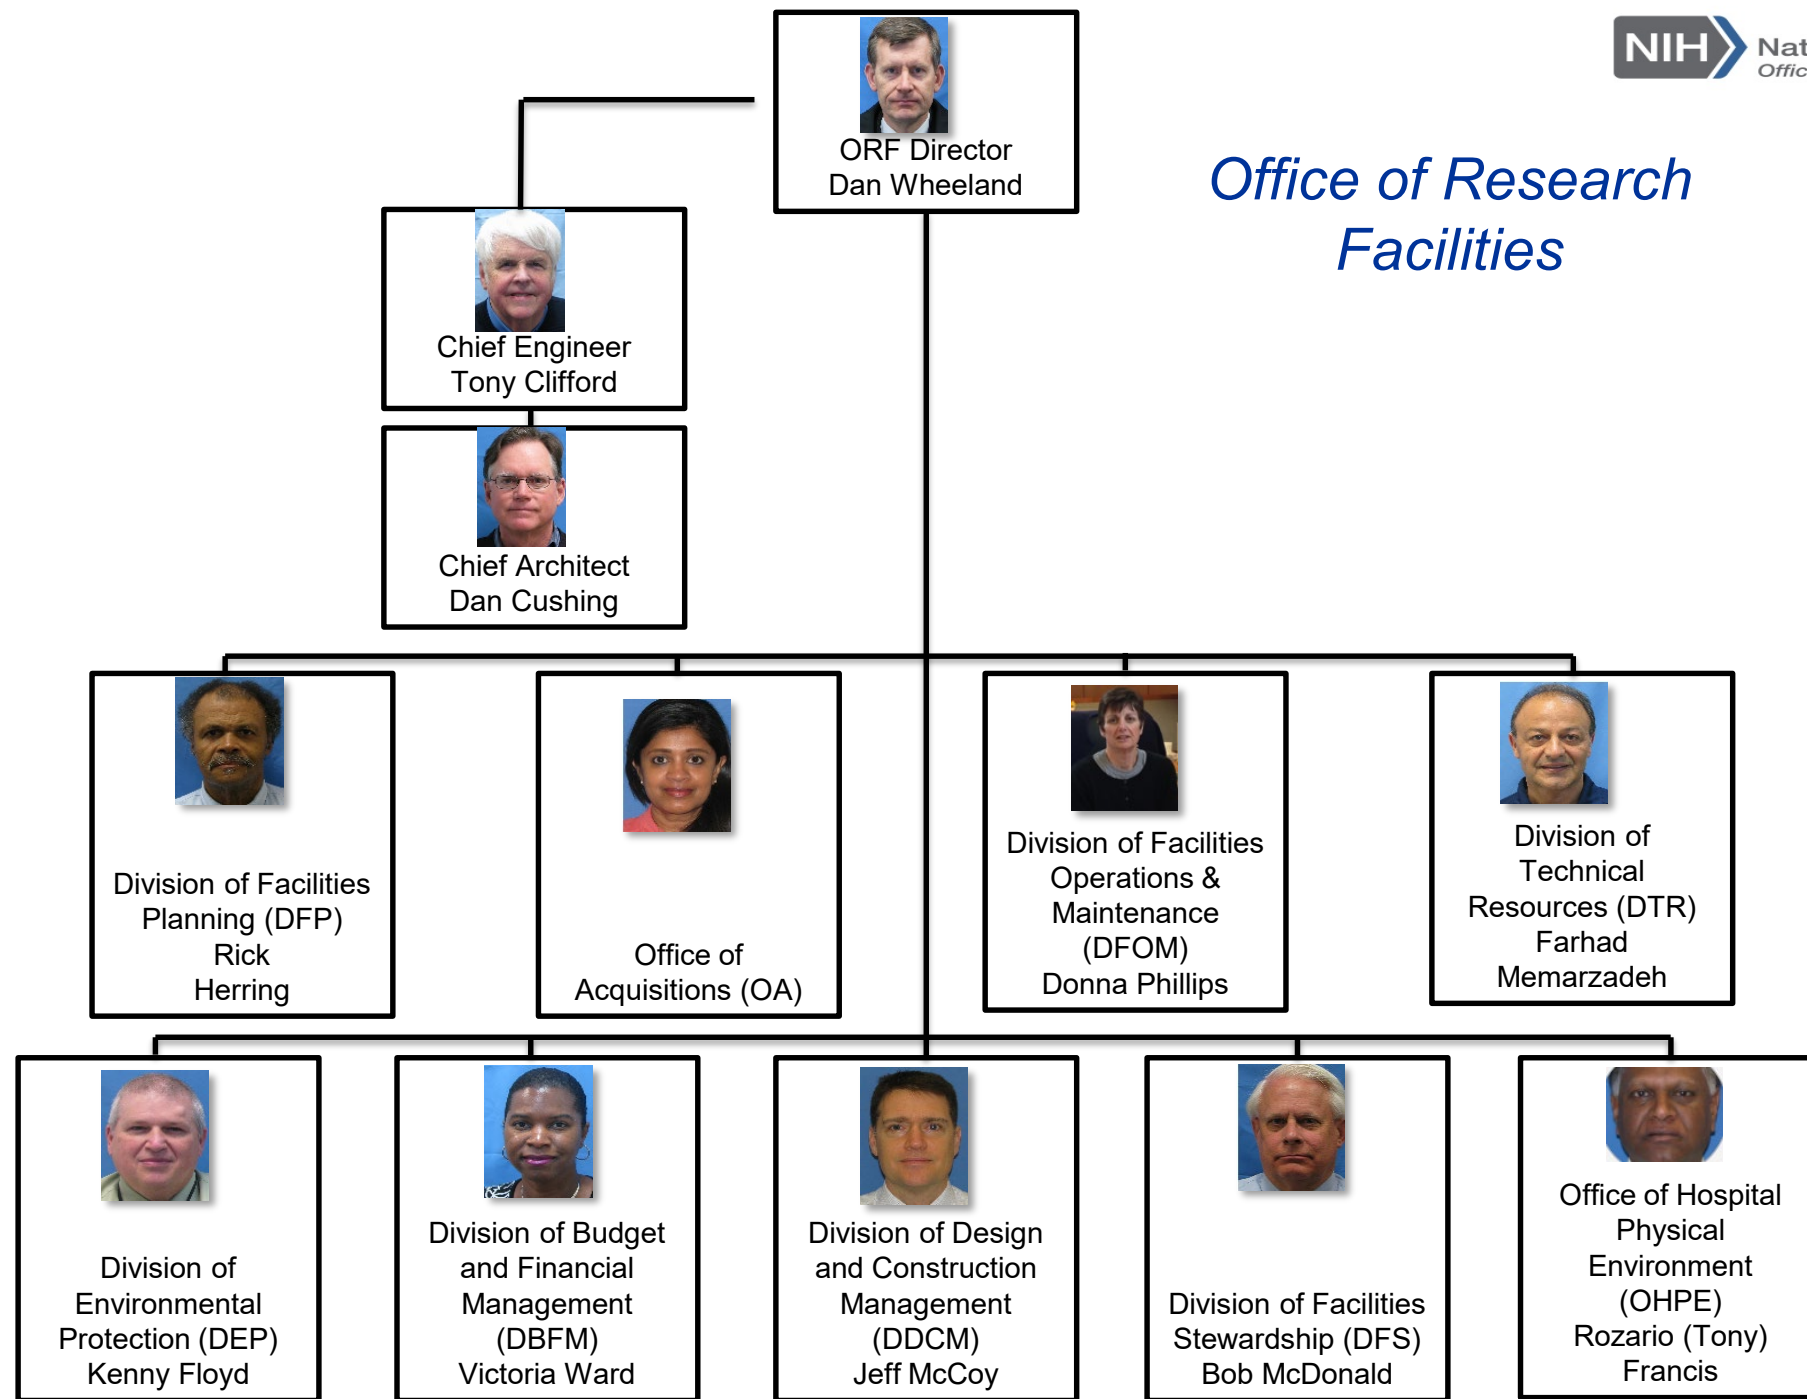 NIH
ORF Director
Dan Wheeland
Office of Research
Facilities
Chief Engineer
Tony Clifford
Chief Architect
Dan Cushing
Division of Facilities
Planning (DFP)
Rick
Herring
Office of
Acquisitions (OA)
Division of Facilities
Operations &
Maintenance
(DFOM)
Donna Phillips
Division of
Technical
Resources (DTR)
Farhad
Memarzadeh
Division of
Environmental
Protection (DEP)
Kenny Floyd
Division of Budget
and Financial
Management
(DBFM)
Victoria Ward
Division of Design
and Construction
Management
(DDCM)
Jeff McCoy
Division of Facilities
Stewardship (DFS)
Bob McDonald
Office of Hospital
Physical
Environment
(OHPE)
Rozario (Tony)
Francis